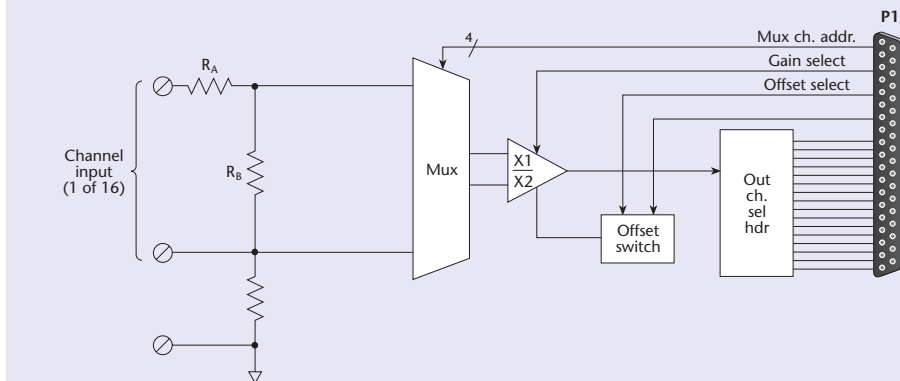 P1
4
Mux ch. addr.
Gain select
Offset select
RA
Channel
input
(1 of 16)
RB
Mux
X1
X2
Out
ch.
sel
hdr
Offset
switch